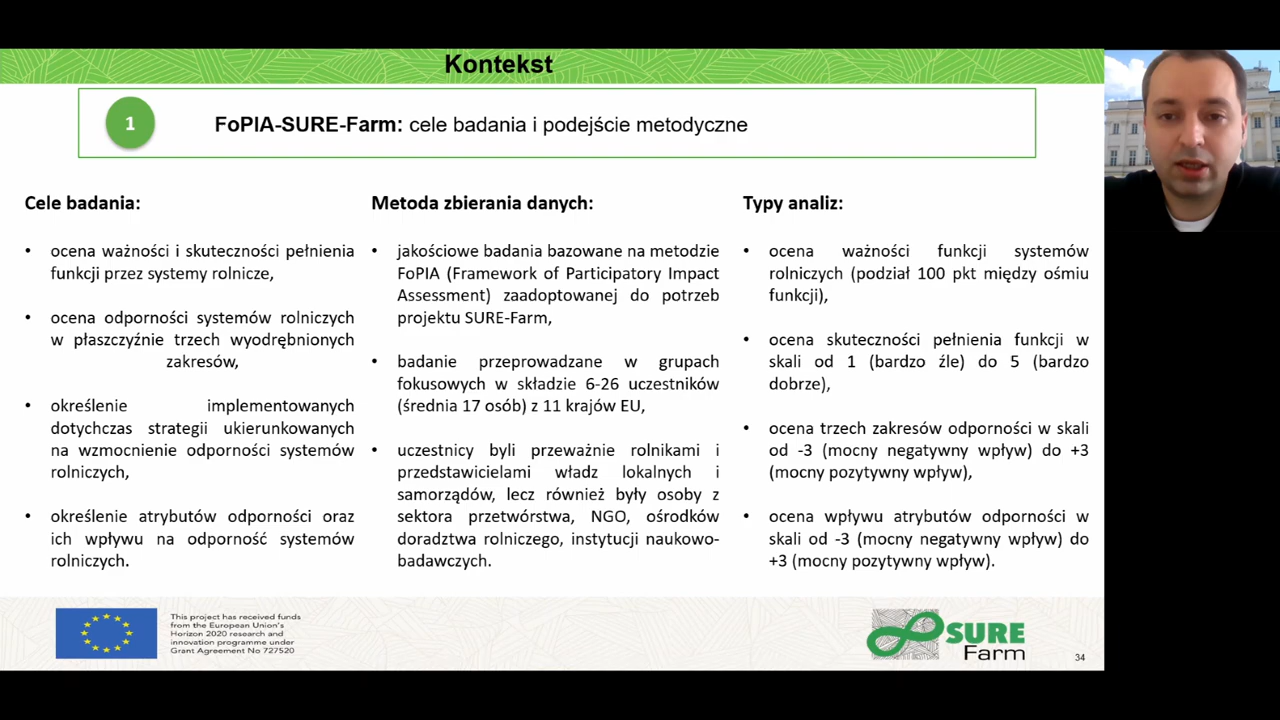 Kontekst
1
FoPIA-SURE-Farm: cele badania i podejście metodyczne
Cele badania:
• ocena ważności i skuteczności pełnienia
funkcji przez systemy rolnicze,
• ocena odporności systemów rolniczych
w płaszczyźnie trzech wyodrębnionych
zakresów,
• określenie implementowanych
dotychczas strategii ukierunkowanych
na wzmocnienie odporności systemów
rolniczych,
• określenie atrybutów odporności oraz
ich wpływu na odporność systemów
rolniczych.
Metoda zbierania danych:
• jakościowe badania bazowane na metodzie
FoPIA (Framework of Participatory Impact
Assessment) zaadoptowanej do potrzeb
projektu SURE-Farm,
• badanie przeprowadzane w grupach
fokusowych w składzie 6-26 uczestników
(średnia 17 osób) z 11 krajów EU,
• uczestnicy byli przeważnie rolnikami i
przedstawicielami władz lokalnych i
samorządów, lecz również były osoby z
sektora przetwórstwa, NGO, ośrodków
doradztwa rolniczego, instytucji naukowo-
badawczych.
Typy analiz:
• ocena ważności funkcji systemów
rolniczych (podział 100 pkt między ośmiu
funkcji),
• ocena skuteczności pełnienia funkcji w
skali od 1 (bardzo źle) do 5 (bardzo
dobrze),
• ocena trzech zakresów odporności w skali
od -3 (mocny negatywny wpływ) do +3
(mocny pozytywny wpływ),
• ocena wpływu atrybutów odporności w
skali od -3 (mocny negatywny wpływ) do
+3 (mocny pozytywny wpływ).
This project has received funds
from the European Union's
Horizon 2020 research and
innovation programme under
Grant Agreement No 727520
SURE
Farm
34